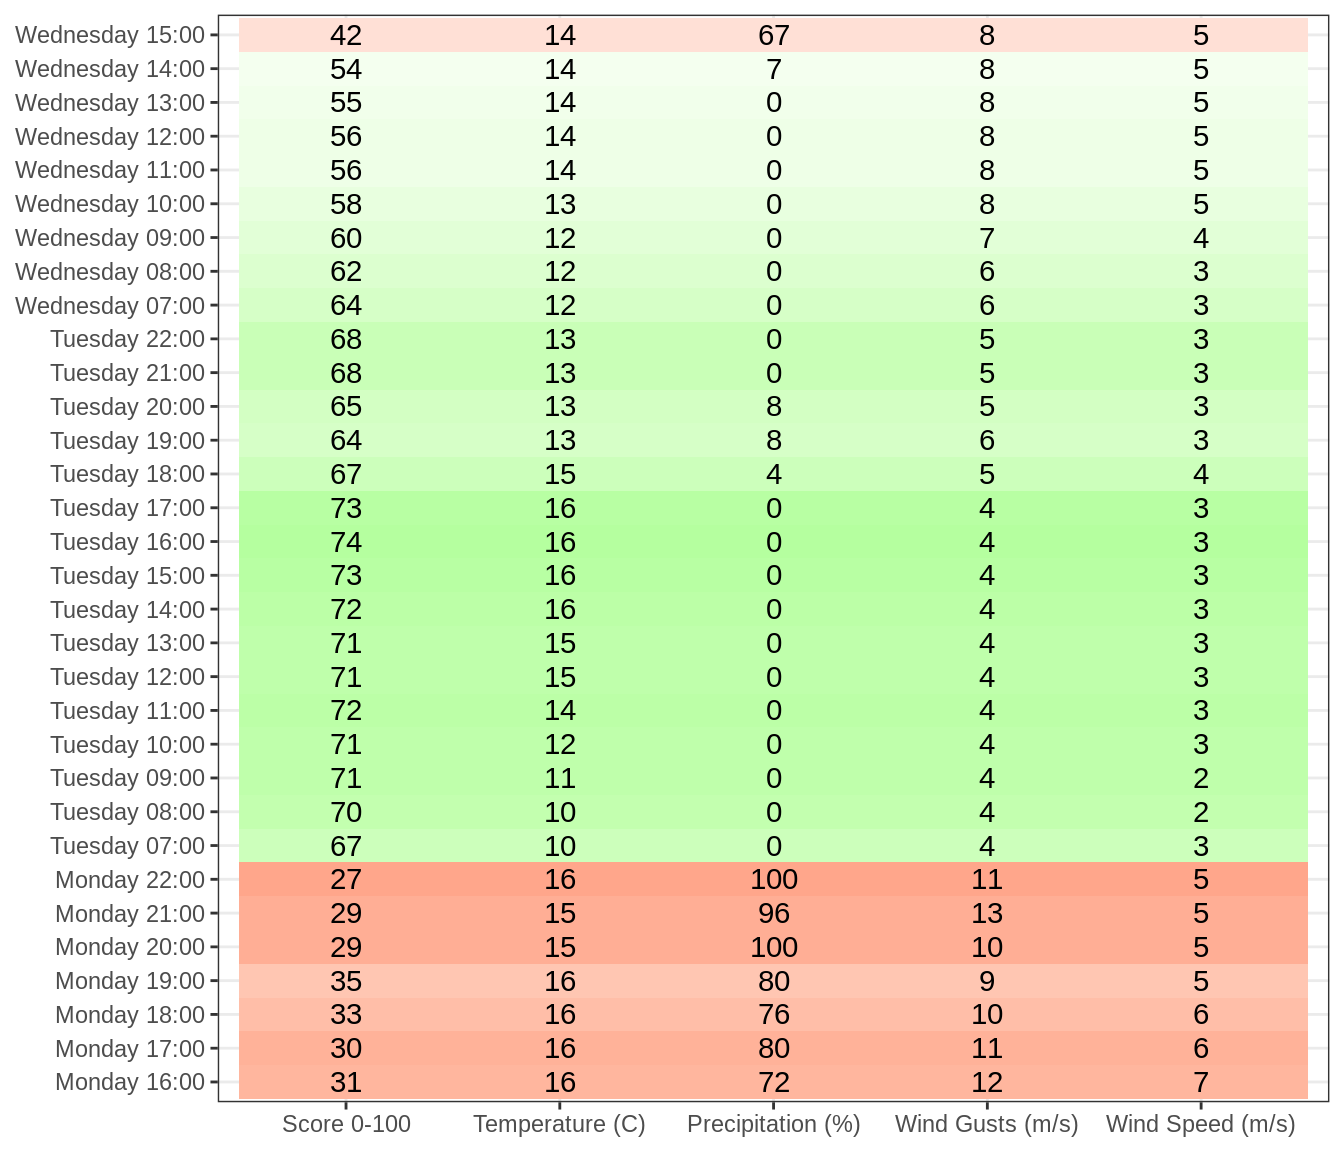 Wednesday 15:00 42 14 67 8 5
Wednesday 14:00 54 14 7 8 5
Wednesday 13:00 55 14 0 8 5
Wednesday 12:00 56 14 0 8 5
Wednesday 11:00 56 14 0 8 5
Wednesday 10:00 58 13 0 8 5
Wednesday 09:00 60 12 0 7 4
Wednesday 08:00 62 12 0 6 3
Wednesday 07:00 64 12 0 6 3
Tuesday 22:00 68 13 0 5 3
Tuesday 21:00 68 13 0 5 3
Tuesday 20:00 65 13 8 5 3
Tuesday 19:00 64 13 8 6 3
Tuesday 18:00 67 15 4 5 4
Tuesday 17:00 73 16 0 4 3
Tuesday 16:00 74 16 0 4 3
Tuesday 15:00 73 16 0 4 3
Tuesday 14:00 72 16 0 4 3
Tuesday 13:00 71 15 0 4 3
Tuesday 12:00 71 15 0 4 3
Tuesday 11:00 72 14 0 4 3
Tuesday 10:00 71 12 0 4 3
Tuesday 09:00 71 11 0 4 2
Tuesday 08:00 70 10 0 4 2
Tuesday 07:00 67 10 0 4 3
Monday 22:00 27 16 100 11 5
Monday 21:00 29 15 96 13 5
Monday 20:00 29 15 100 10 5
Monday 19:00 35 16 80 9 5
Monday 18:00 33 16 76 10 6
Monday 17:00 30 16 80 11 6
Monday 16:00 31 16 72 12 7
Score 0-100 Temperature (C) Precipitation (%) Wind Gusts (m/s) Wind Speed (m/s)